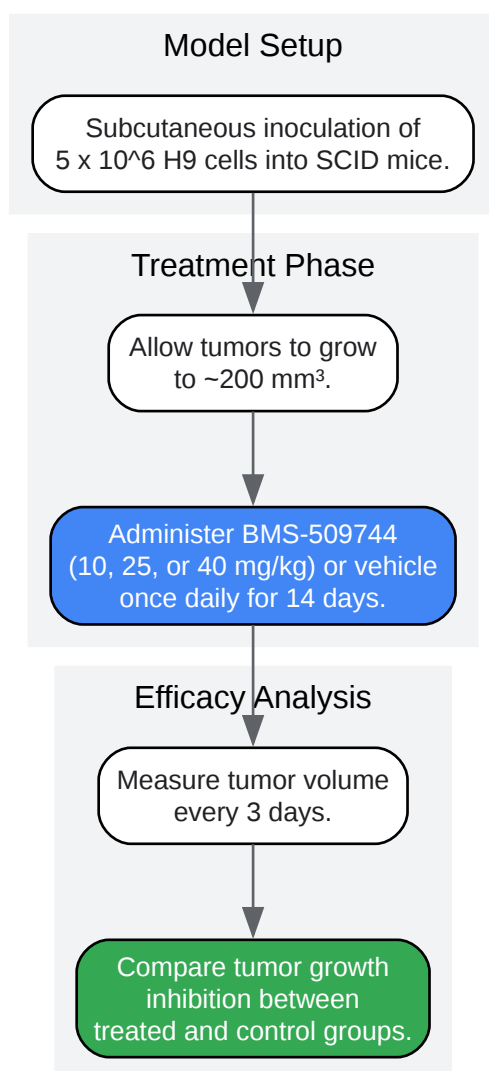 Model Setup
Subcutaneous inoculation of
5 x 10^6 H9 cells into SCID mice.
Treatment Phase
Allow tumors to grow
to ~200 mm³.
Administer BMS-509744
(10, 25, or 40 mg/kg) or vehicle
once daily for 14 days.
Efficacy Analysis
Measure tumor volume
every 3 days.
Compare tumor growth
inhibition between
treated and control groups.